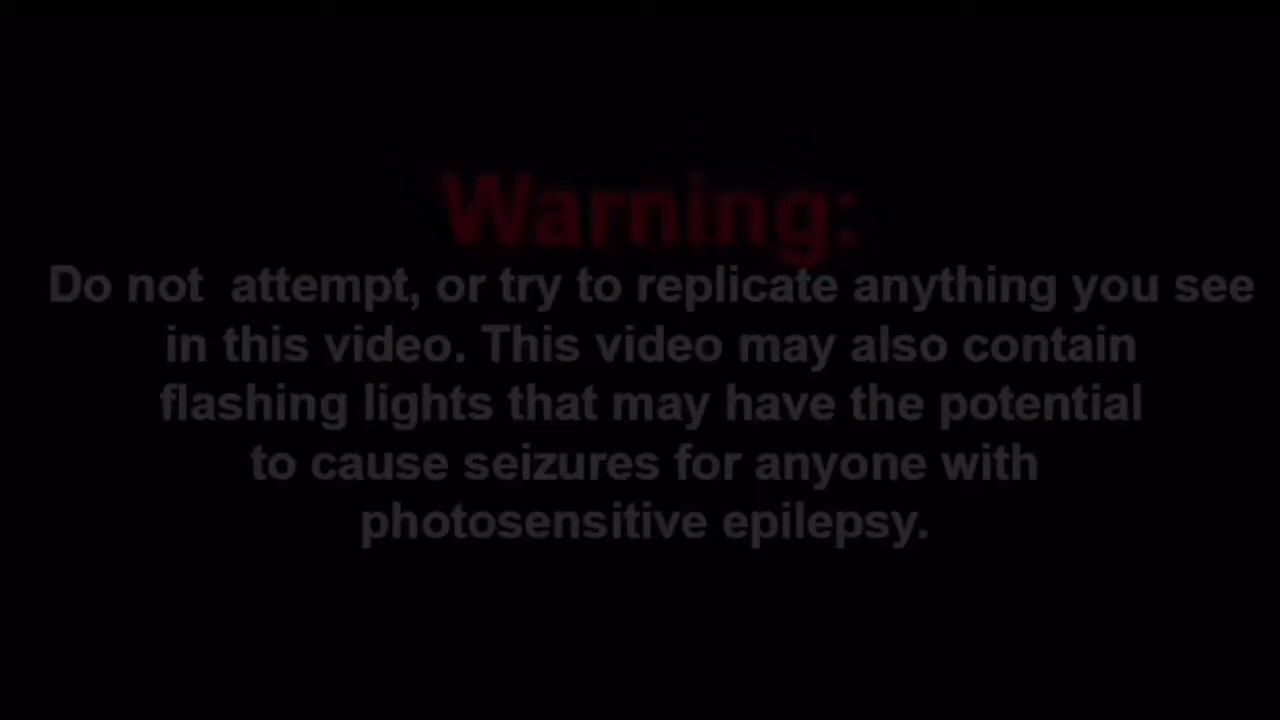 Warning:
Do not  attempt, or try to replicate anything you see
in this video. This video may also contain
flashing lights that may have the potential
to cause seizures for anyone with
photosensitive epilepsy.